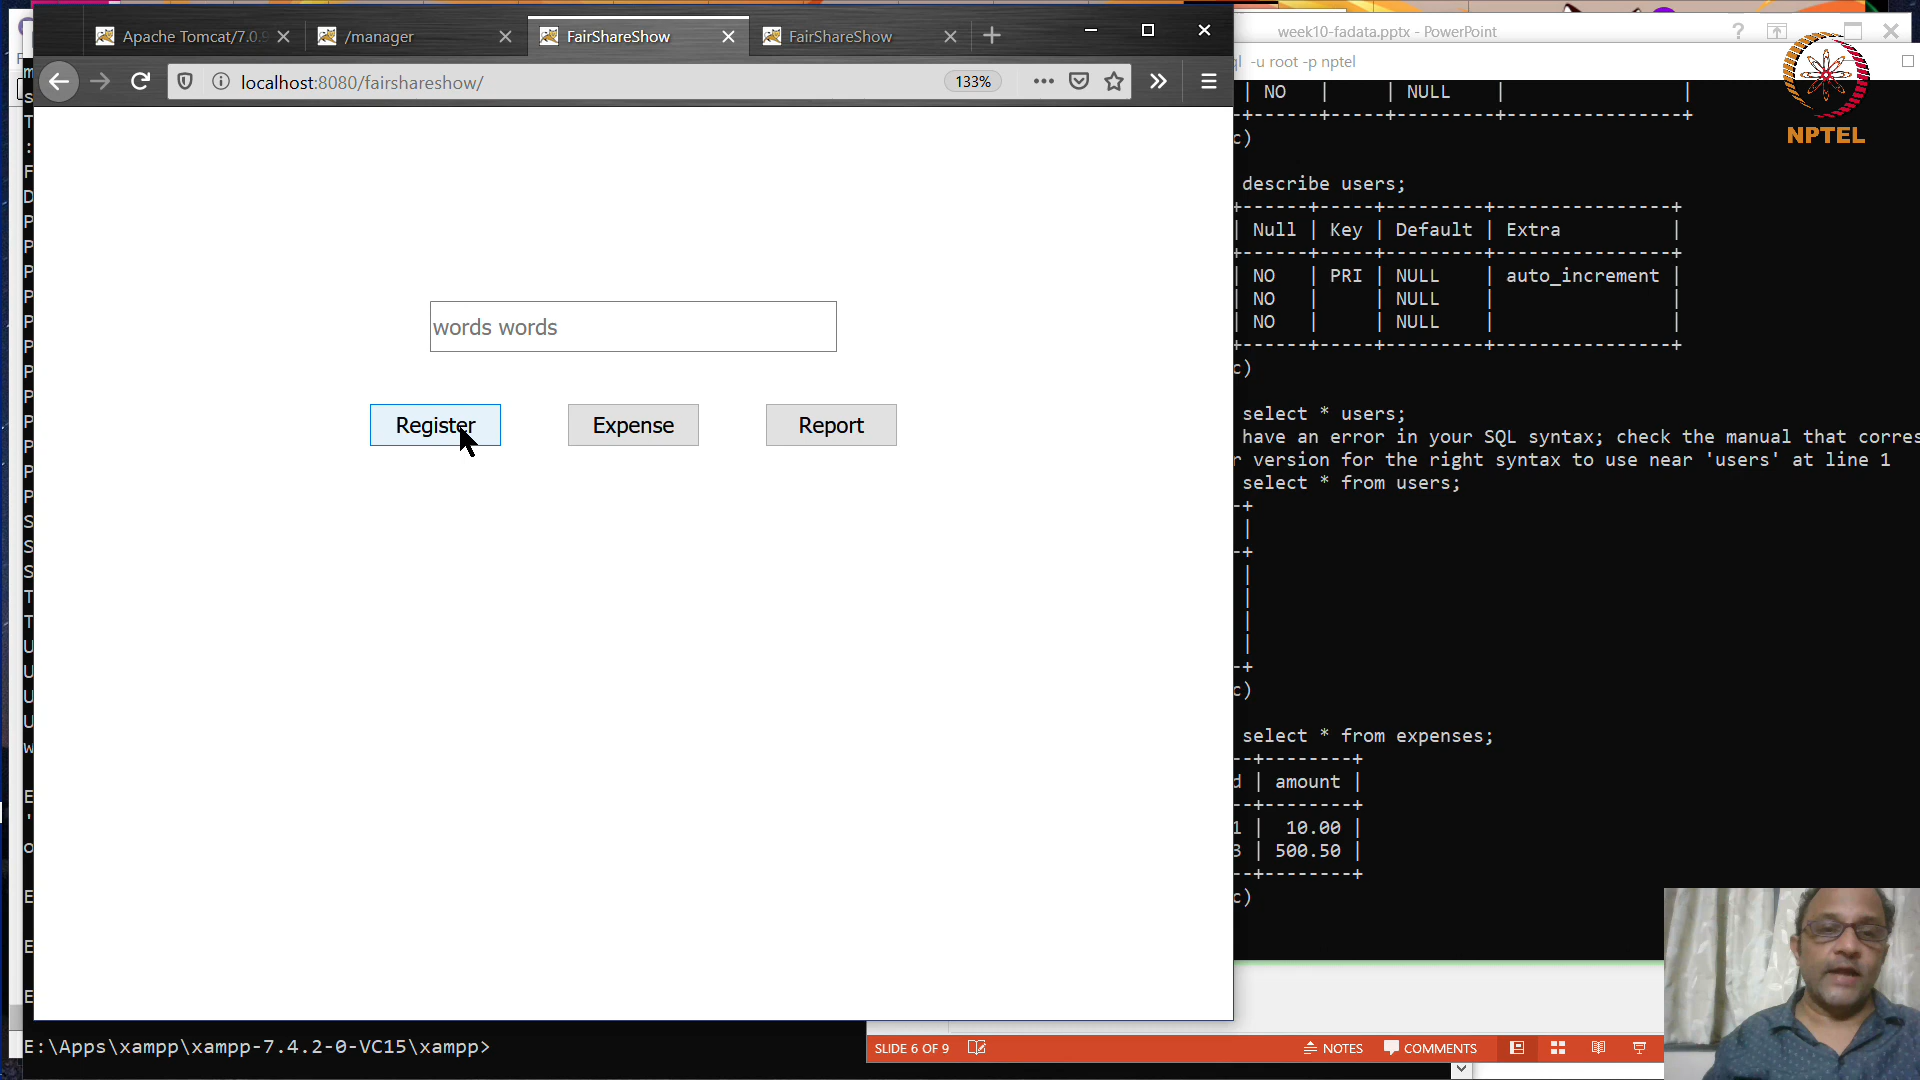 Apache Tomcat/7.0.9
/manager
FairShareShow
FairShareShow
localhost:8080/fairshareshow/
133%
words words
Register
Expense
Report
E:\Apps\xampp\xampp-7.4.2-0-VC15\xampp>
week10-fadata.pptx - PowerPoint
-u root -p nptel
| NO | | NULL | |
-+------+-----+---------+----------------+
c)
describe users;
+------+-----+---------+----------------+
| Null | Key | Default | Extra |
+------+-----+---------+----------------+
| NO | PRI | NULL | auto_increment |
| NO | | NULL | |
| NO | | NULL | |
+------+-----+---------+----------------+
c)
select * users;
have an error in your SQL syntax; check the manual that corres
r version for the right syntax to use near 'users' at line 1
select * from users;
-+
|
-+
|
|
|
|
-+
c)
select * from expenses;
--+--------+
d | amount |
--+--------+
1 | 10.00 |
3 | 500.50 |
--+--------+
c)
NPTEL
SLIDE 6 OF 9
NOTES
COMMENTS